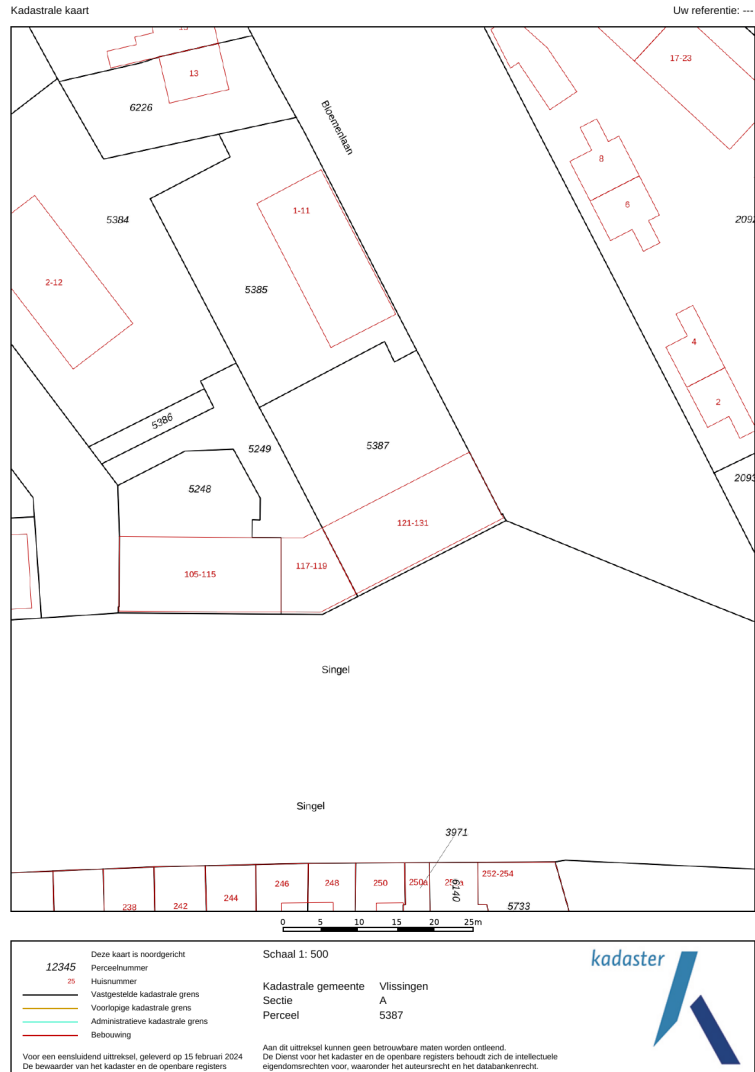 Kadastrale kaart
Uw referentie: ---
13
17-23
6226
Bloemenlaan
8
1-11
6
5384
2092
2-12
5385
4
2
5386
5249
5387
5248
2093
121-131
117-119
105-115
Singel
Singel
3971
252-254
246
248
250
250a
6140
244
238
242
5733
0 5 10 15 20 25m
Deze kaart is noordgericht
12345 Perceelnummer
25 Huisnummer
Vastgestelde kadastrale grens
Voorlopige kadastrale grens
Administratieve kadastrale grens
Bebouwing
Voor een eensluidend uittreksel, geleverd op 15 februari 2024
De bewaarder van het kadaster en de openbare registers
Schaal 1: 500
Kadastrale gemeente Vlissingen
Sectie A
Perceel 5387
Aan dit uittreksel kunnen geen betrouwbare maten worden ontleend.
De Dienst voor het kadaster en de openbare registers behoudt zich de intellectuele
eigendomsrechten voor, waaronder het auteursrecht en het databankenrecht.
kadaster